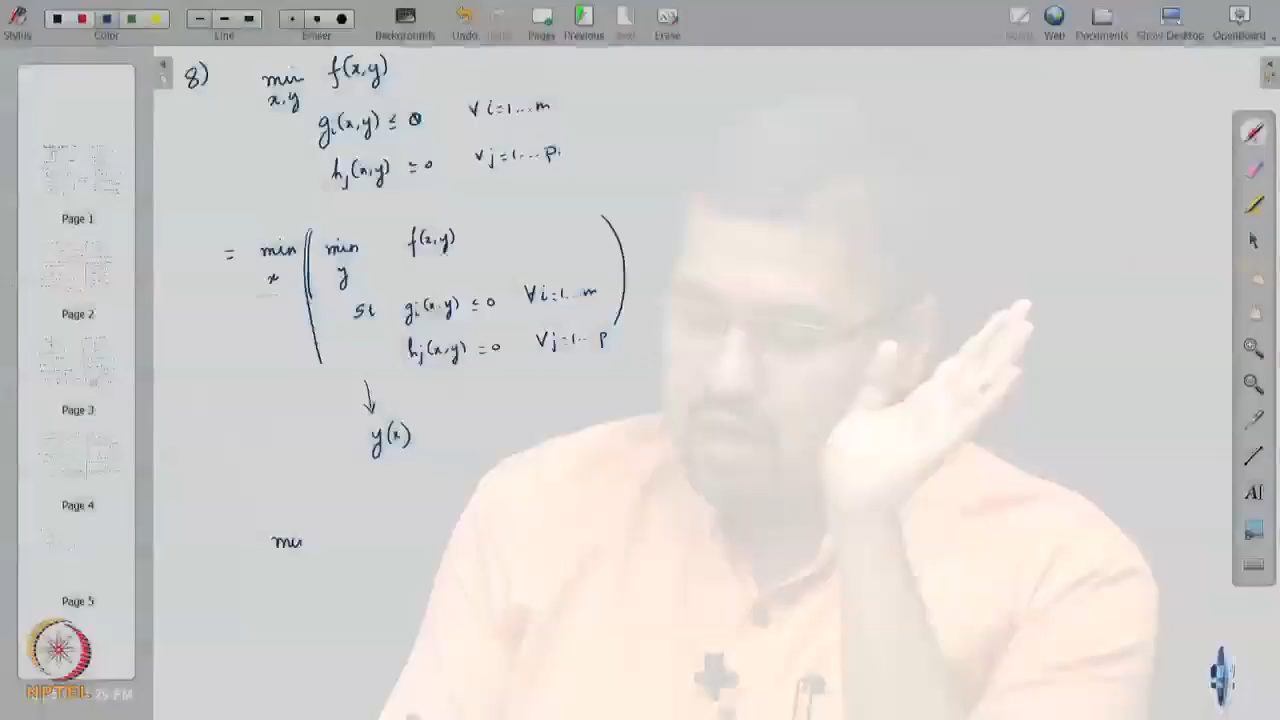 Stylus Color Line Eraser Backgrounds Undo Pages Previous Erase Web Documents Show Desktop OpenBoard
8) min f(x,y)
x,y
gi(x,y) ≤ 0 ∀ i=1...m
hj(x,y) = 0 ∀ j=1... p.
= min ( min f(x,y)
x y
st gi(x,y) ≤ 0 ∀ i=1...m
hj(x,y) = 0 ∀ j=1... p )
↓
y(x)
Page 1
Page 2
Page 3
Page 4
Page 5
NPTEL